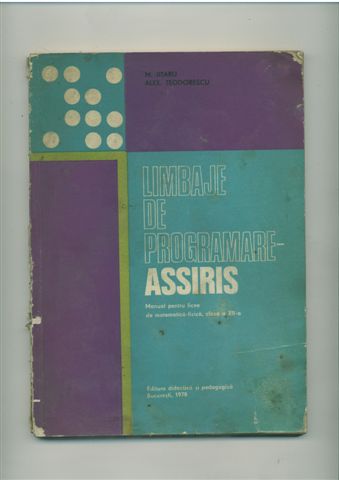 M. JITARU
ALEX. TEODORESCU
LIMBAJE
DE
PROGRAMARE-
ASSIRIS
Manual pentru licee
de matematică-fizică, clasa a XII-a
Editura didactică și pedagogică
București, 1978